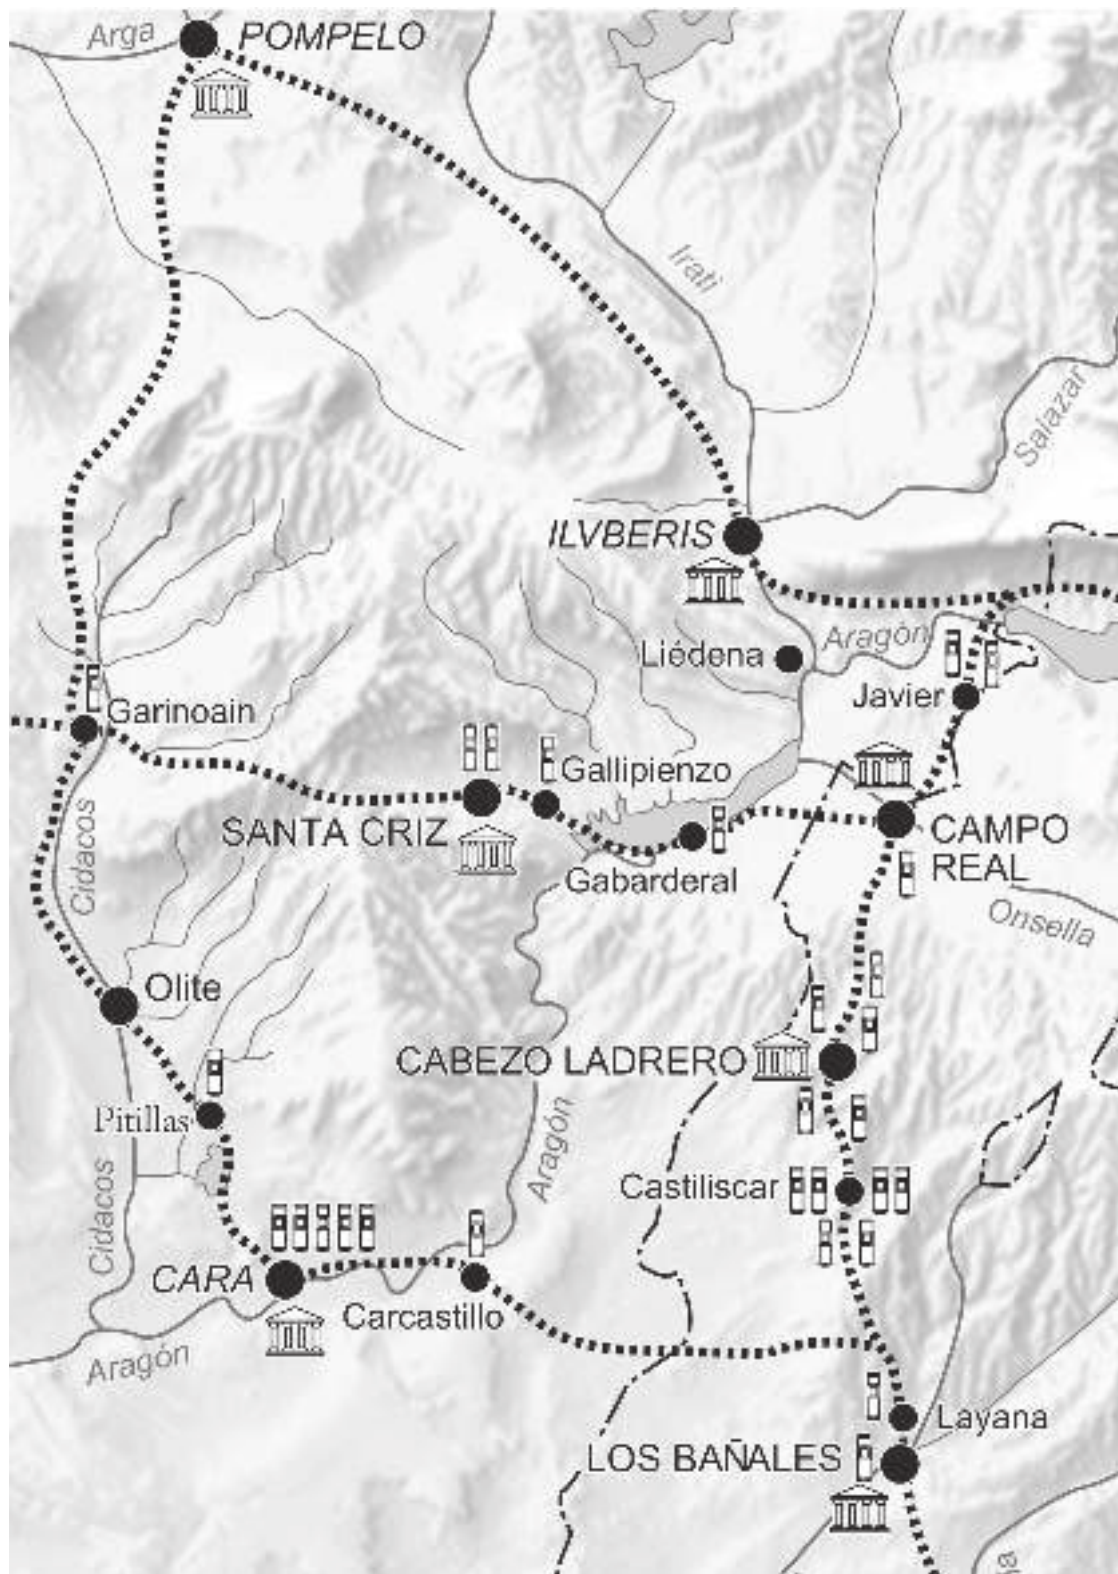 Arga
POMPELO
Irati
Salazar
ILVBERIS
Aragón
Liédena
Javier
Garinoain
Gallipienzo
SANTA CRIZ
CAMPO
REAL
Gabarderal
Cidacos
Onsella
Olite
CABEZO LADRERO
Pitillas
Aragón
Castiliscar
Cidacos
CARA
Carcastillo
Aragón
Layana
LOS BAÑALES